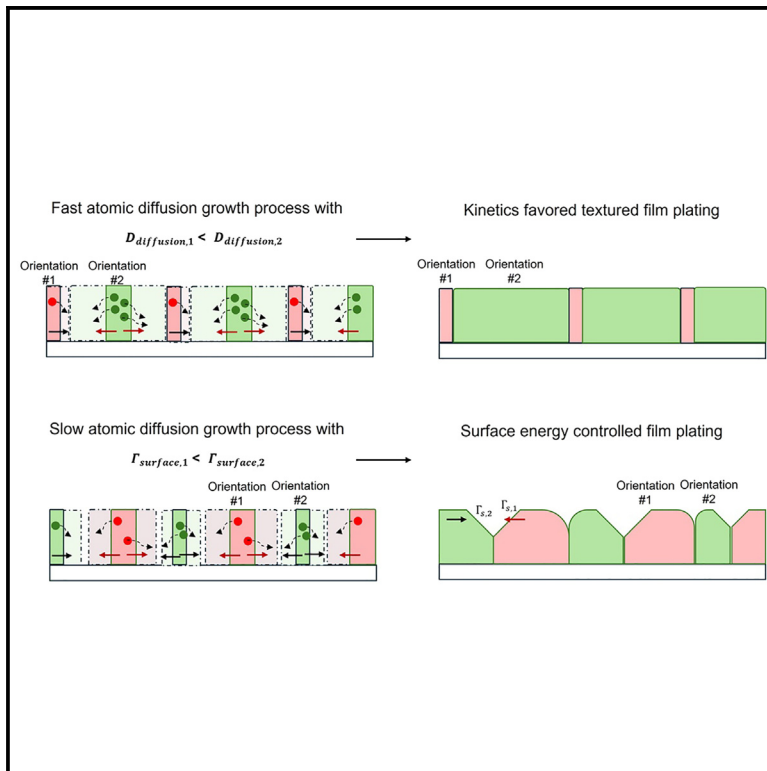 Fast atomic diffusion growth process with
D_diffusion,1 < D_diffusion,2
Orientation #1
Orientation #2
Kinetics favored textured film plating
Orientation #1
Orientation #2
Slow atomic diffusion growth process with
Γ_surface,1 < Γ_surface,2
Orientation #1
Orientation #2
Surface energy controlled film plating
Γ_s,2
Γ_s,1
Orientation #1
Orientation #2